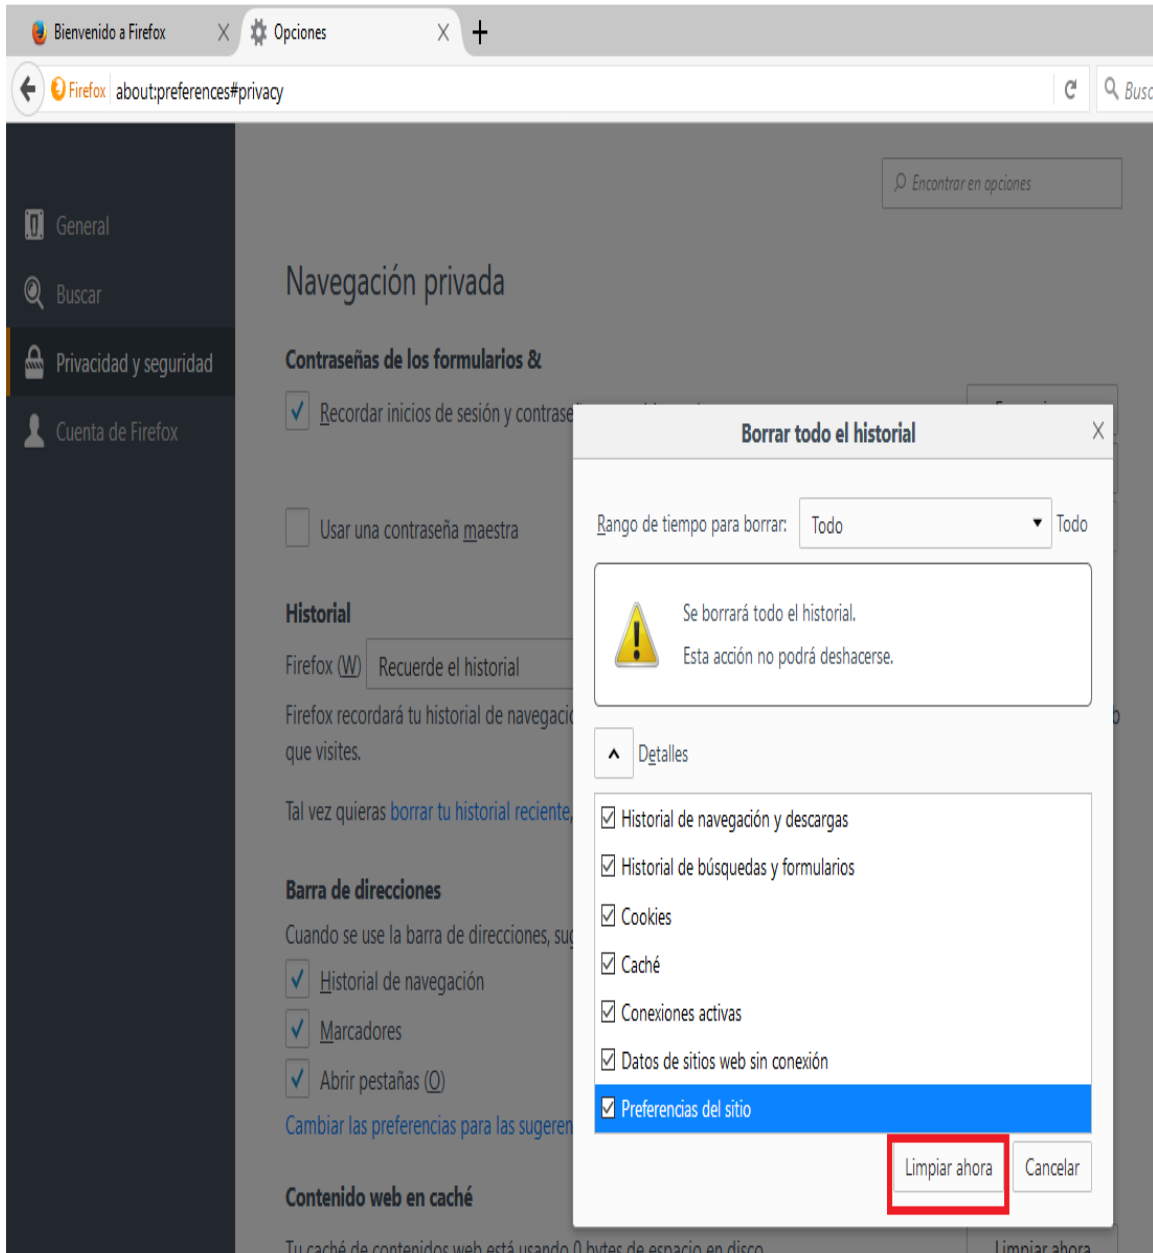 Bienvenido a Firefox
Opciones
Firefox about:preferences#privacy
Busc
Encontrar en opciones
General
Buscar
Privacidad y seguridad
Cuenta de Firefox
Navegación privada
Contraseñas de los formularios &
Recordar inicios de sesión y contrase
Usar una contraseña maestra
Historial
Firefox (W) Recuerde el historial
Firefox recordará tu historial de navegació
que visites.
Tal vez quieras borrar tu historial reciente,
Barra de direcciones
Cuando se use la barra de direcciones, sug
Historial de navegación
Marcadores
Abrir pestañas (O)
Cambiar las preferencias para las sugeren
Contenido web en caché
Tu caché de contenidos web está usando 0 bytes de espacio en disco
Limpiar ahora
Borrar todo el historial
Rango de tiempo para borrar: Todo Todo
Se borrará todo el historial.
Esta acción no podrá deshacerse.
Detalles
Historial de navegación y descargas
Historial de búsquedas y formularios
Cookies
Caché
Conexiones activas
Datos de sitios web sin conexión
Preferencias del sitio
Limpiar ahora Cancelar